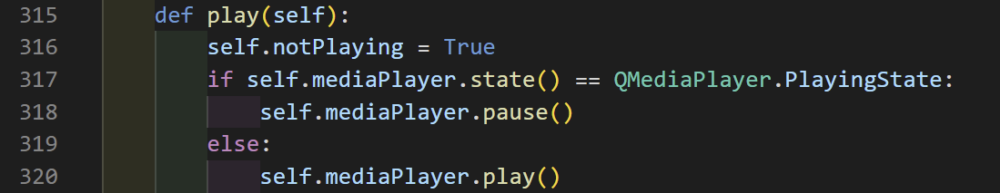 315 def play(self):
316 self.notPlaying = True
317 if self.mediaPlayer.state() == QMediaPlayer.PlayingState:
318 self.mediaPlayer.pause()
319 else:
320 self.mediaPlayer.play()